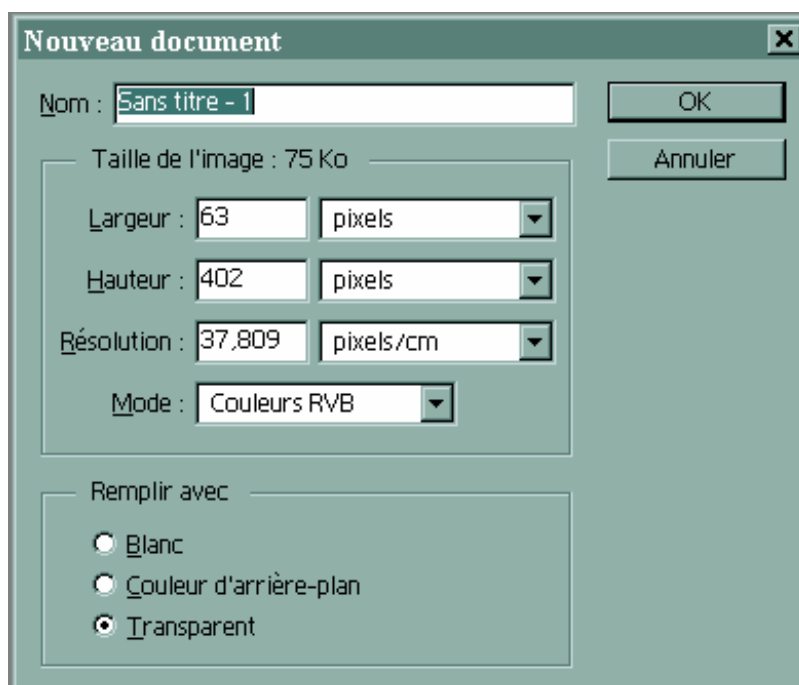 Nouveau document
Nom : Sans titre - 1
OK
Annuler
Taille de l'image : 75 Ko
Largeur : 63 pixels
Hauteur : 402 pixels
Résolution : 37,809 pixels/cm
Mode : Couleurs RVB
Remplir avec
Blanc
Couleur d'arrière-plan
Transparent